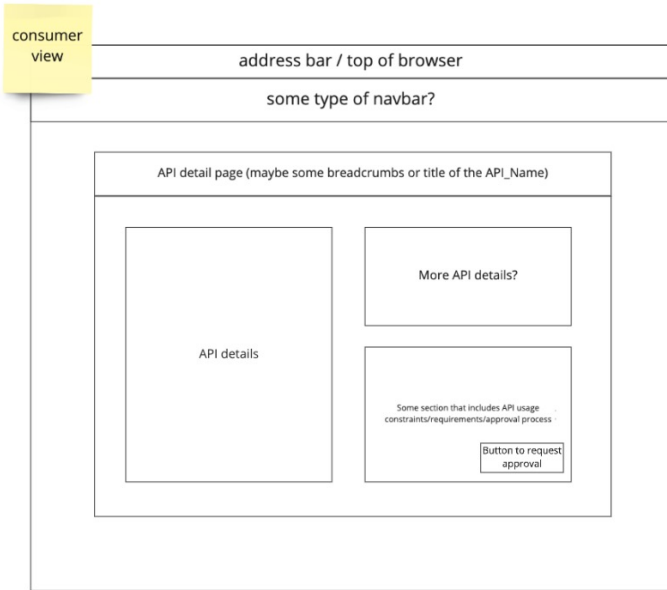 consumer
view
address bar / top of browser
some type of navbar?
API detail page (maybe some breadcrumbs or title of the API_Name)
API details
More API details?
Some section that includes API usage
constraints/requirements/approval process
Button to request
approval